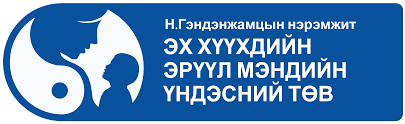 Н.Гэндэнжамцын нэрэмжит
ЭХ ХҮҮХДИЙН
ЭРҮҮЛ МЭНДИЙН
ҮНДЭСНИЙ ТӨВ